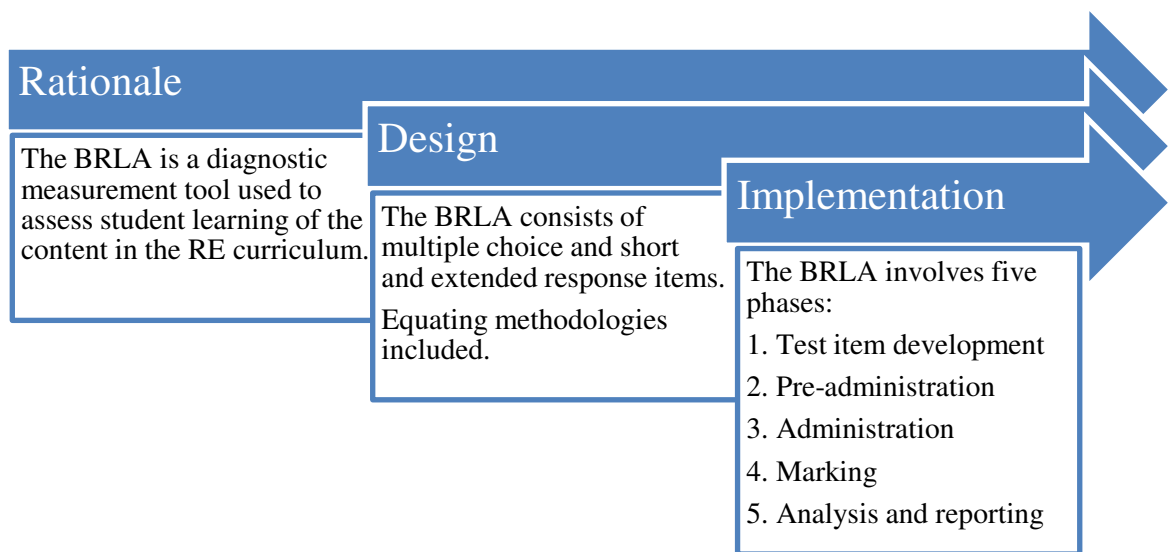 Rationale
The BRLA is a diagnostic
measurement tool used to
assess student learning of the
content in the RE curriculum.
Design
The BRLA consists of
multiple choice and short
and extended response items.
Equating methodologies
included.
Implementation
The BRLA involves five
phases:
1. Test item development
2. Pre-administration
3. Administration
4. Marking
5. Analysis and reporting